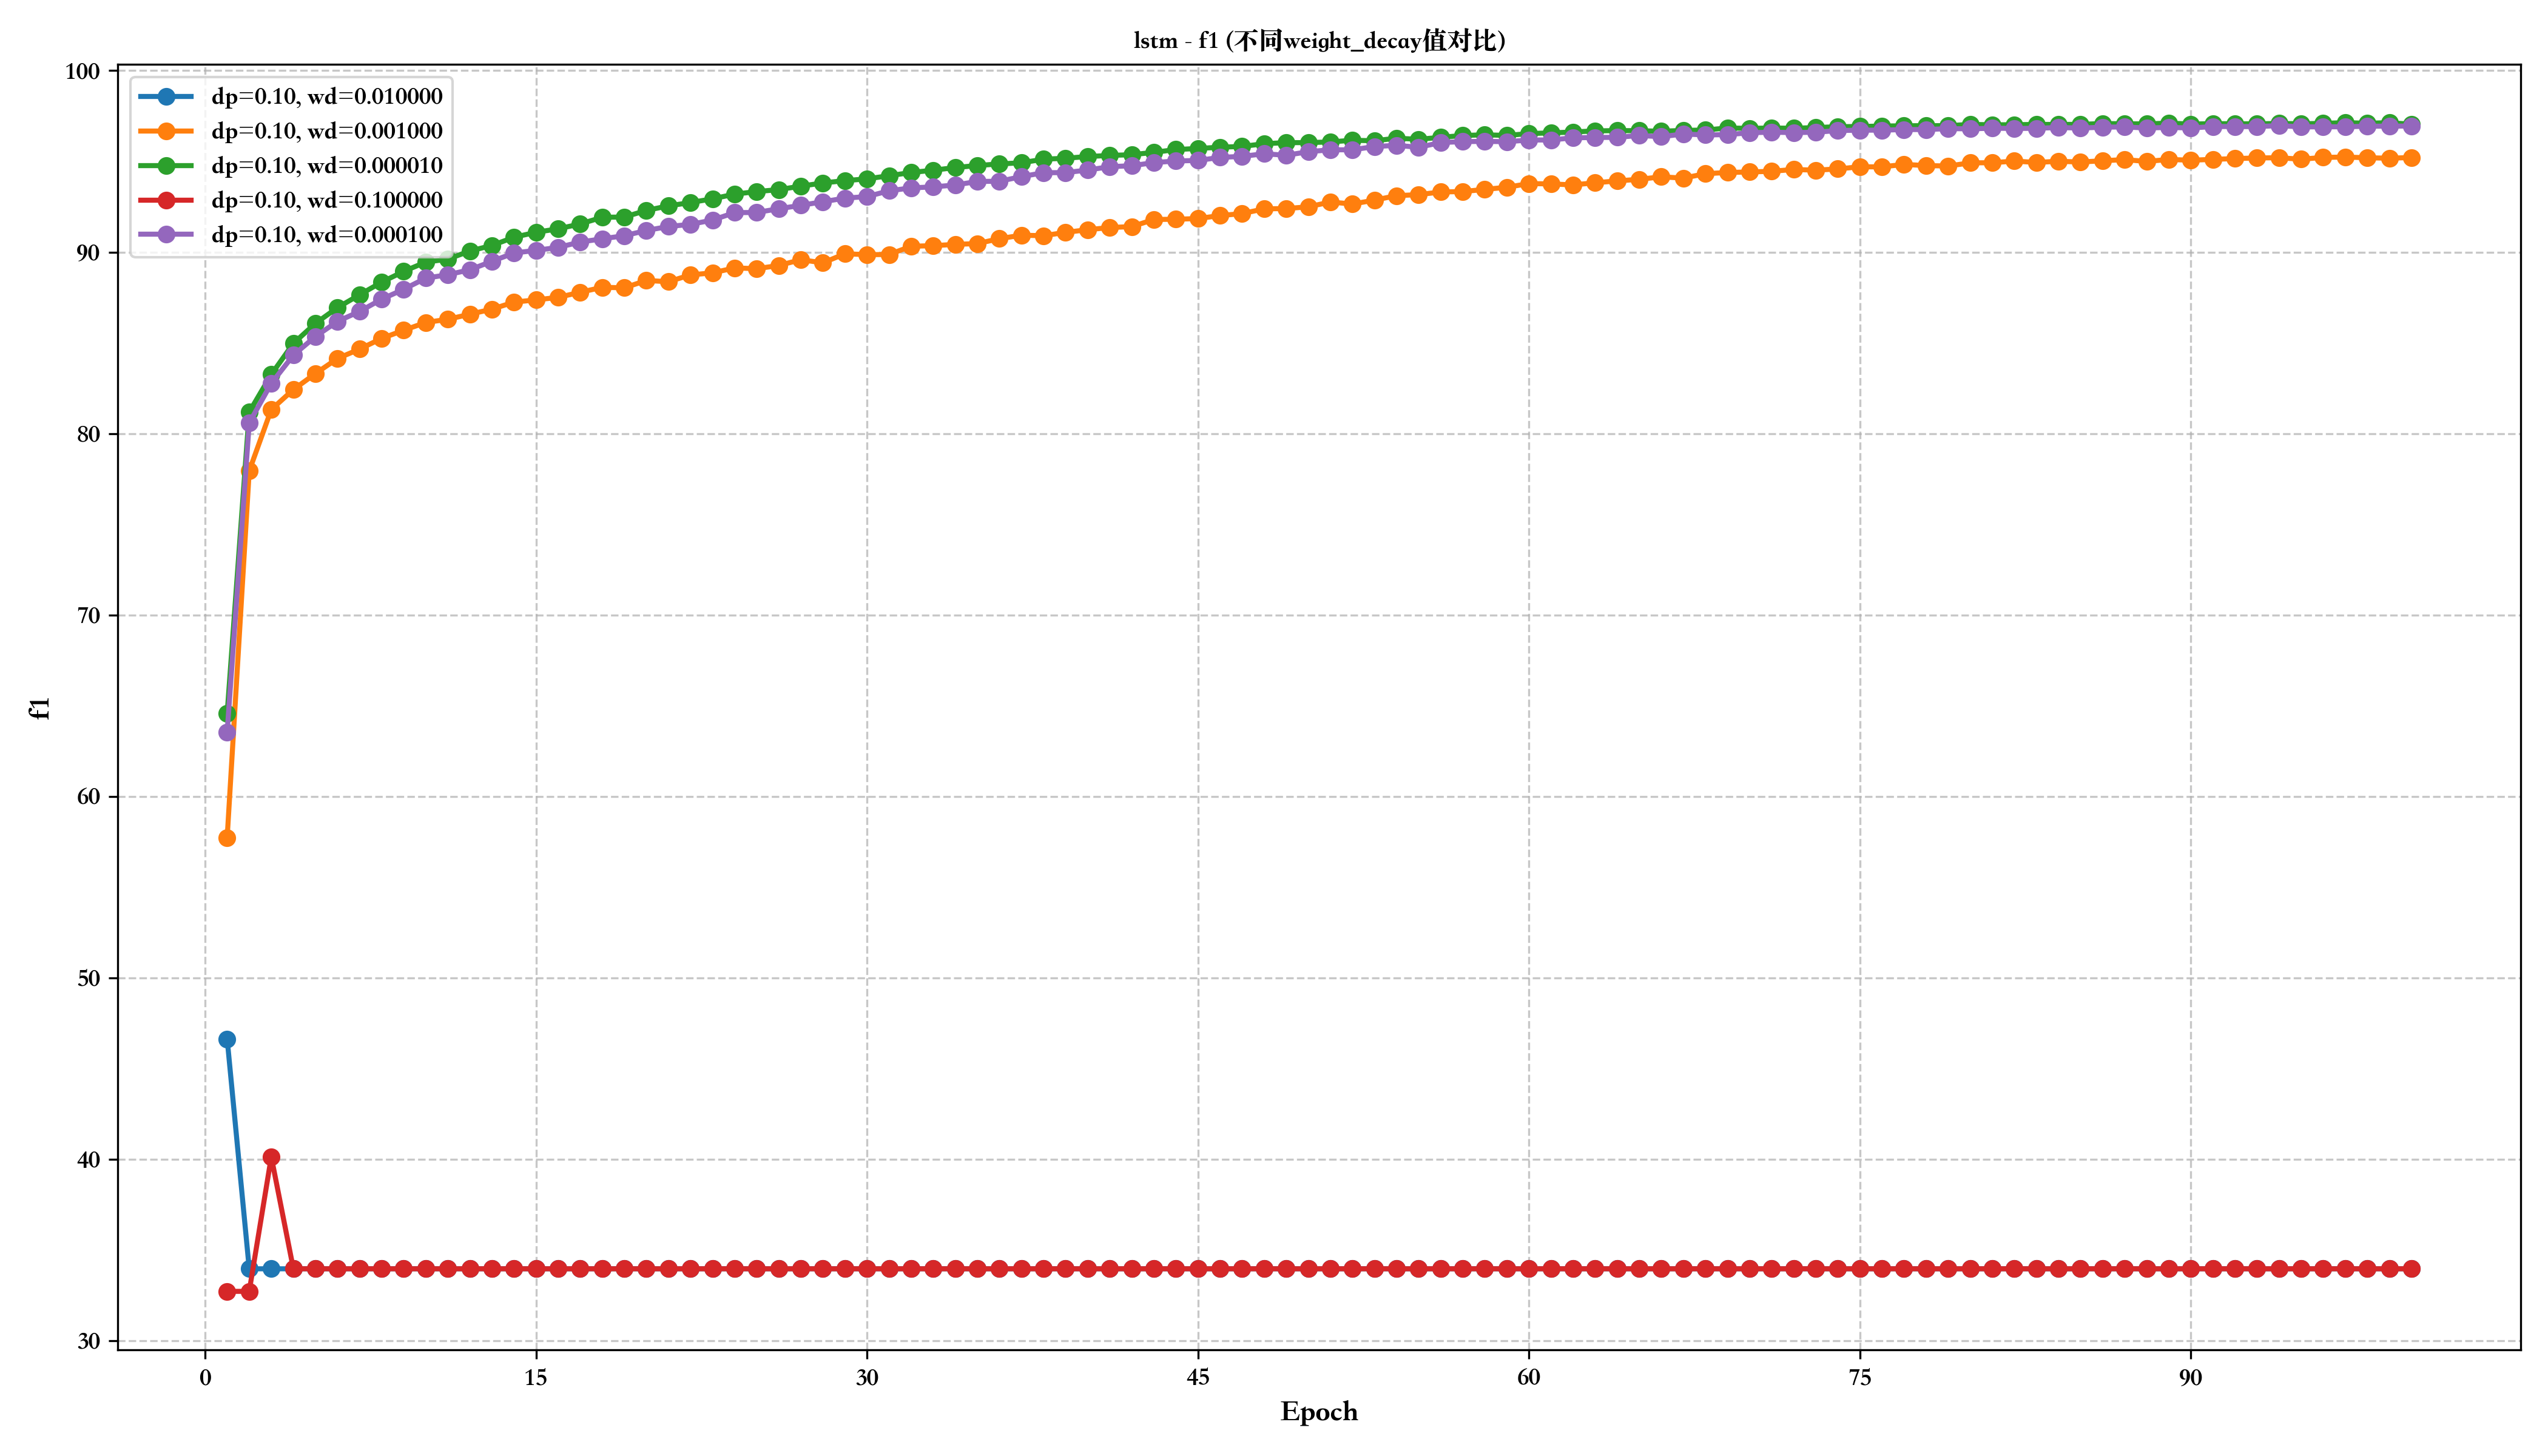 lstm - f1 (不同weight_decay值对比)
100
90
80
70
60
50
40
30
dp=0.10, wd=0.010000
dp=0.10, wd=0.001000
dp=0.10, wd=0.000010
dp=0.10, wd=0.100000
dp=0.10, wd=0.000100
f1
0 15 30 45 60 75 90
Epoch